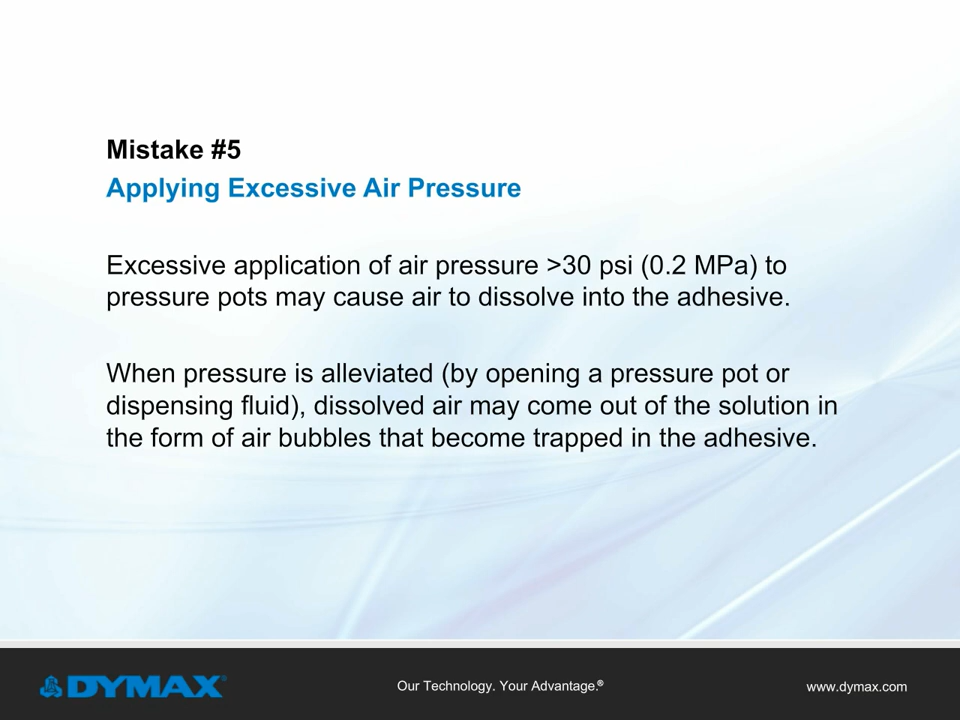 Mistake #5
Applying Excessive Air Pressure
Excessive application of air pressure >30 psi (0.2 MPa) to
pressure pots may cause air to dissolve into the adhesive.
When pressure is alleviated (by opening a pressure pot or
dispensing fluid), dissolved air may come out of the solution in
the form of air bubbles that become trapped in the adhesive.
DYMAX®
Our Technology. Your Advantage.®
www.dymax.com